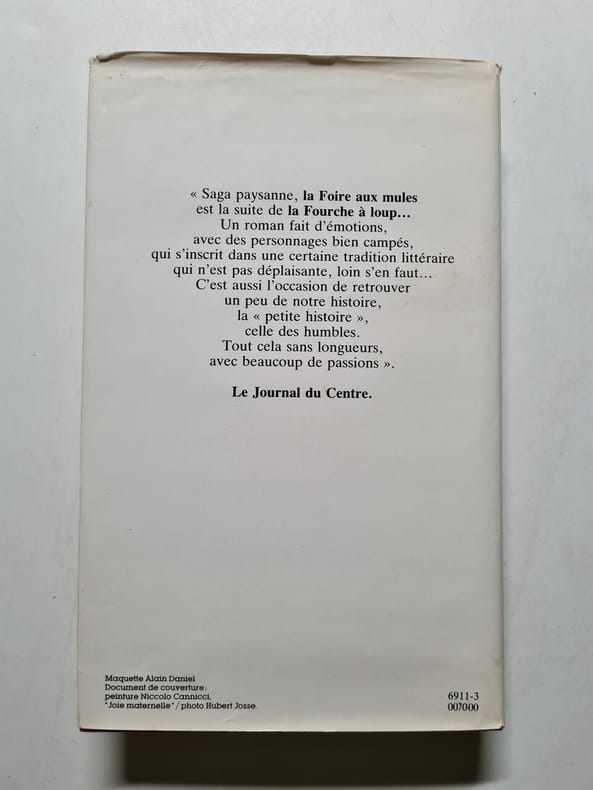 « Saga paysanne, la Foire aux mules
est la suite de la Fourche à loup...
Un roman fait d'émotions,
avec des personnages bien campés,
qui s'inscrit dans une certaine tradition littéraire
qui n'est pas déplaisante, loin s'en faut...
C'est aussi l'occasion de retrouver
un peu de notre histoire,
la « petite histoire »,
celle des humbles.
Tout cela sans longueurs,
avec beaucoup de passions ».
Le Journal du Centre.
Maquette Alain Daniel
Document de couverture:
peinture Niccolo Cannicci,
"Joie maternelle" / photo Hubert Josse.
6911-3
007000